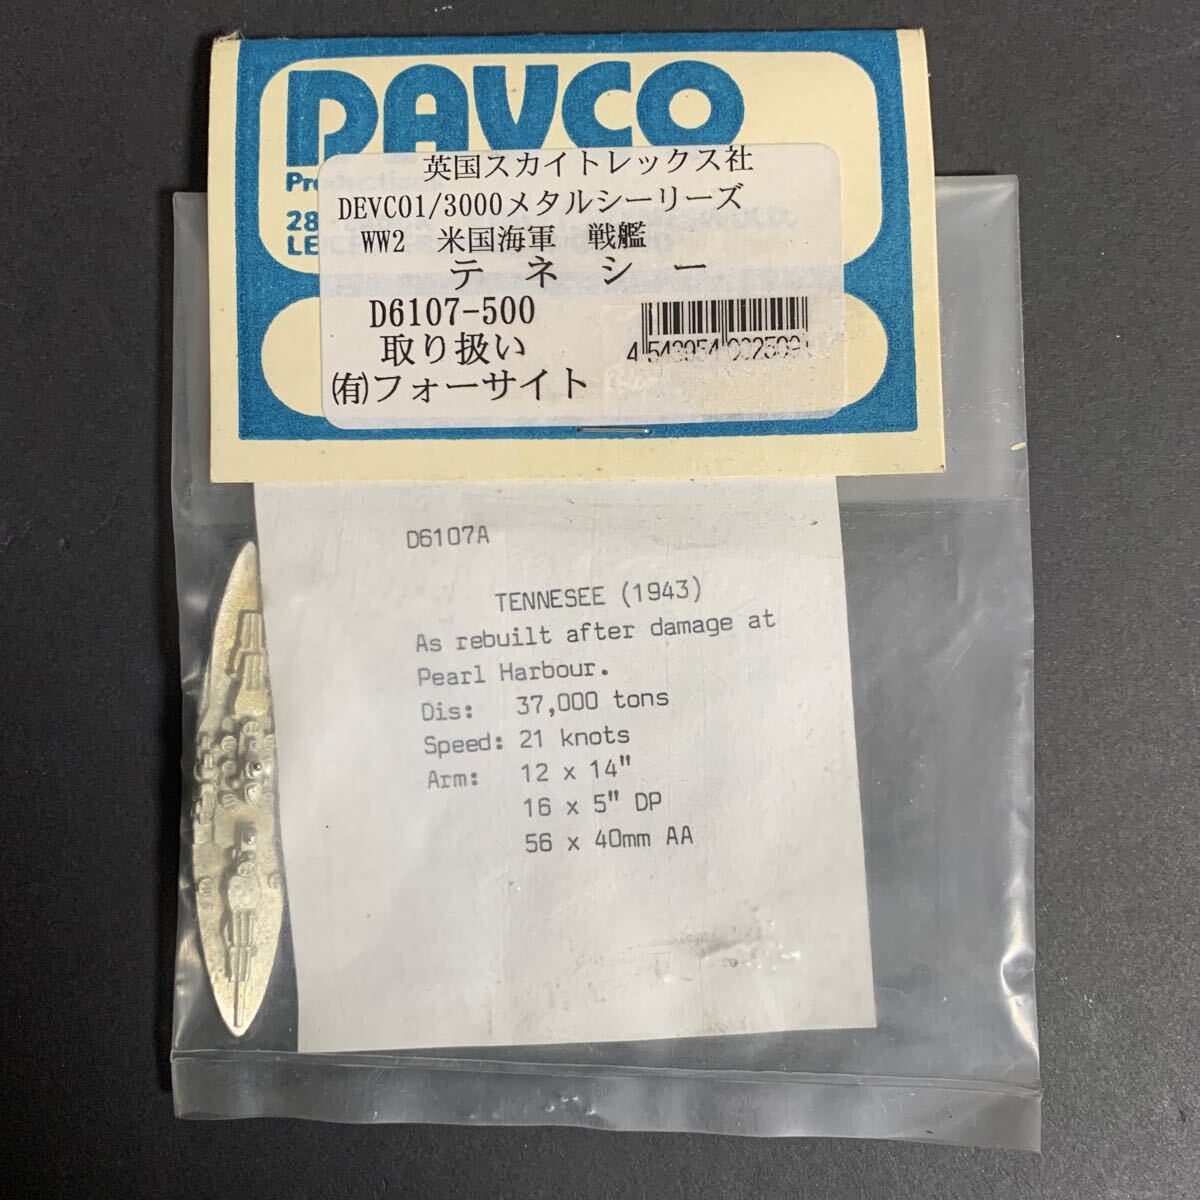 DAVCO
英国スカイトレックス社
DEVCO1/3000メタルシーリーズ
28
LE
WW2 米国海軍 戦艦
テネシー
D6107-500
取り扱い
㈲フォーサイト
D6107A
TENNESEE (1943)
As rebuilt after damage at
Pearl Harbour.
Dis: 37,000 tons
Speed: 21 knots
Arm: 12 x 14"
16 x 5" DP
56 x 40mm AA